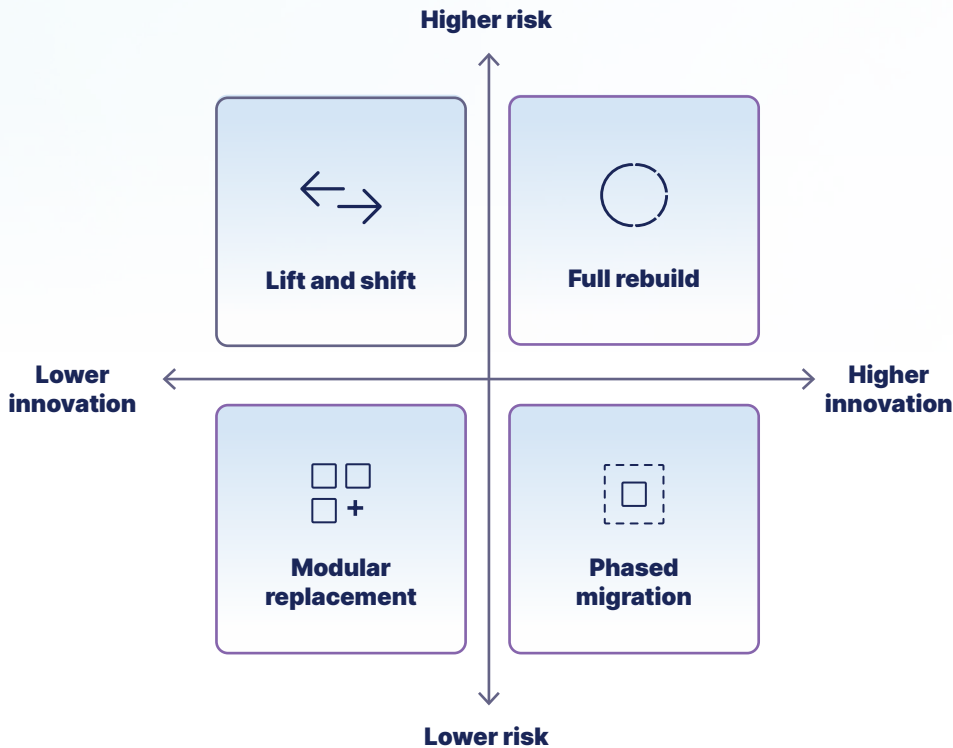 Higher risk
Lift and shift
Full rebuild
Lower
innovation
Higher
innovation
Modular
replacement
Phased
migration
Lower risk